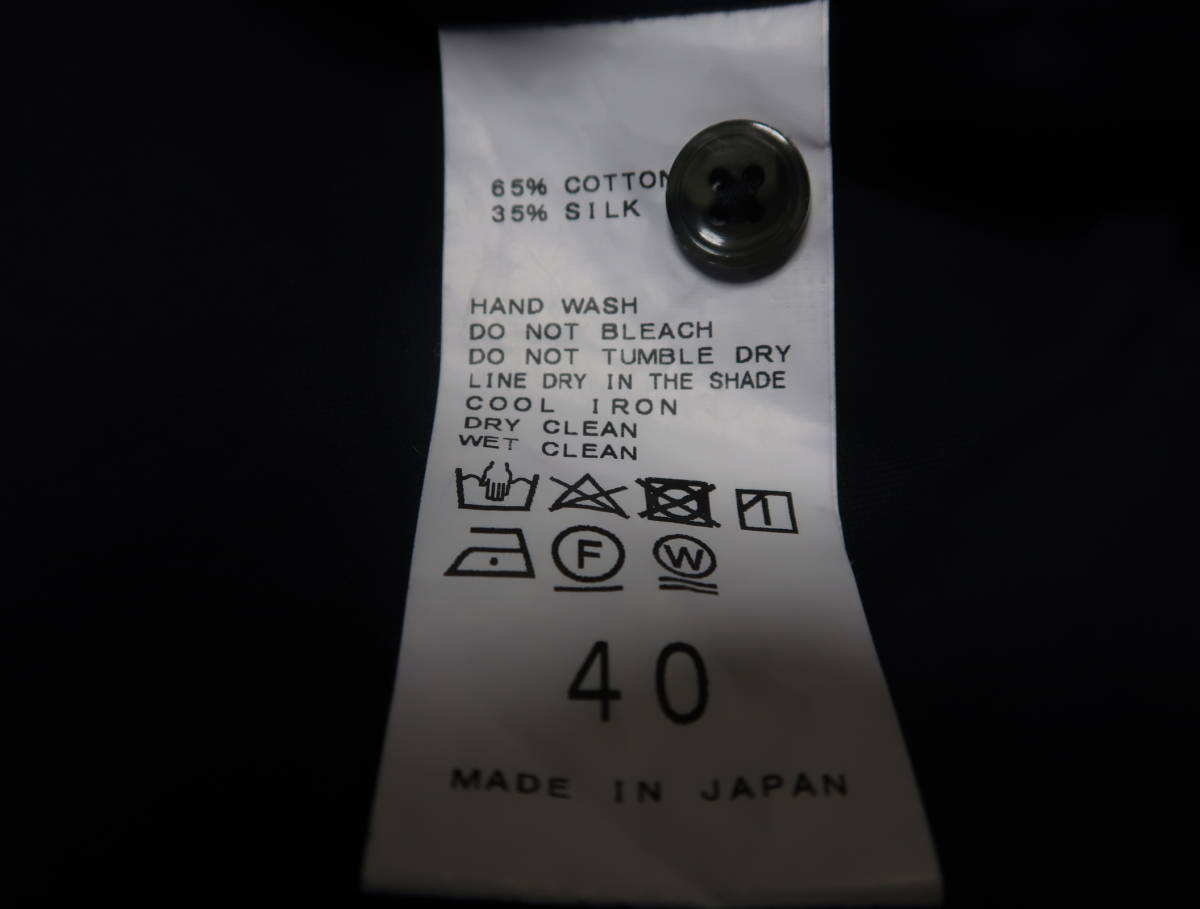 65% COTTON
35% SILK
HAND WASH
DO NOT BLEACH
DO NOT TUMBLE DRY
LINE DRY IN THE SHADE
COOL IRON
DRY CLEAN
WET CLEAN
F W
40
MADE IN JAPAN